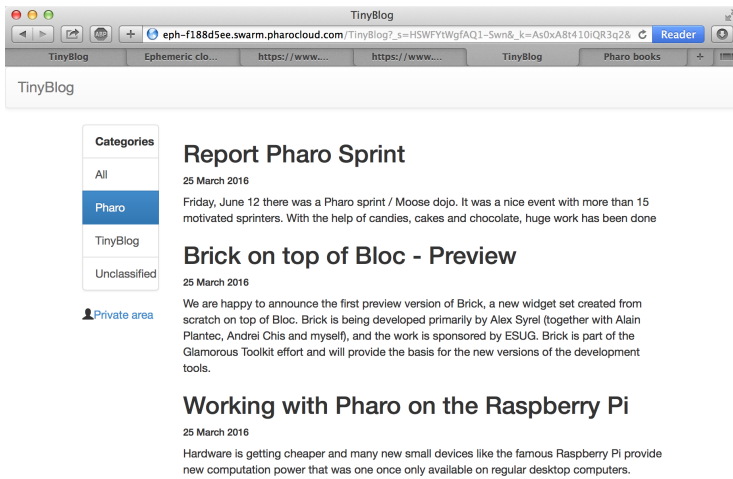 TinyBlog
ABP
eph-f188d5ee.swarm.pharocloud.com/TinyBlog?_s=HSWFYtWgfAQ1-Swn&_k=As0xA8t410iQR3q2&
Reader
TinyBlog
Ephemeric clo...
https://www....
https://www....
TinyBlog
Pharo books
TinyBlog
Categories
All
Pharo
TinyBlog
Unclassified
Private area
Report Pharo Sprint
25 March 2016
Friday, June 12 there was a Pharo sprint / Moose dojo. It was a nice event with more than 15
motivated sprinters. With the help of candies, cakes and chocolate, huge work has been done
Brick on top of Bloc - Preview
25 March 2016
We are happy to announce the first preview version of Brick, a new widget set created from
scratch on top of Bloc. Brick is being developed primarily by Alex Syrel (together with Alain
Plantec, Andrei Chis and myself), and the work is sponsored by ESUG. Brick is part of the
Glamorous Toolkit effort and will provide the basis for the new versions of the development
tools.
Working with Pharo on the Raspberry Pi
25 March 2016
Hardware is getting cheaper and many new small devices like the famous Raspberry Pi provide
new computation power that was one once only available on regular desktop computers.